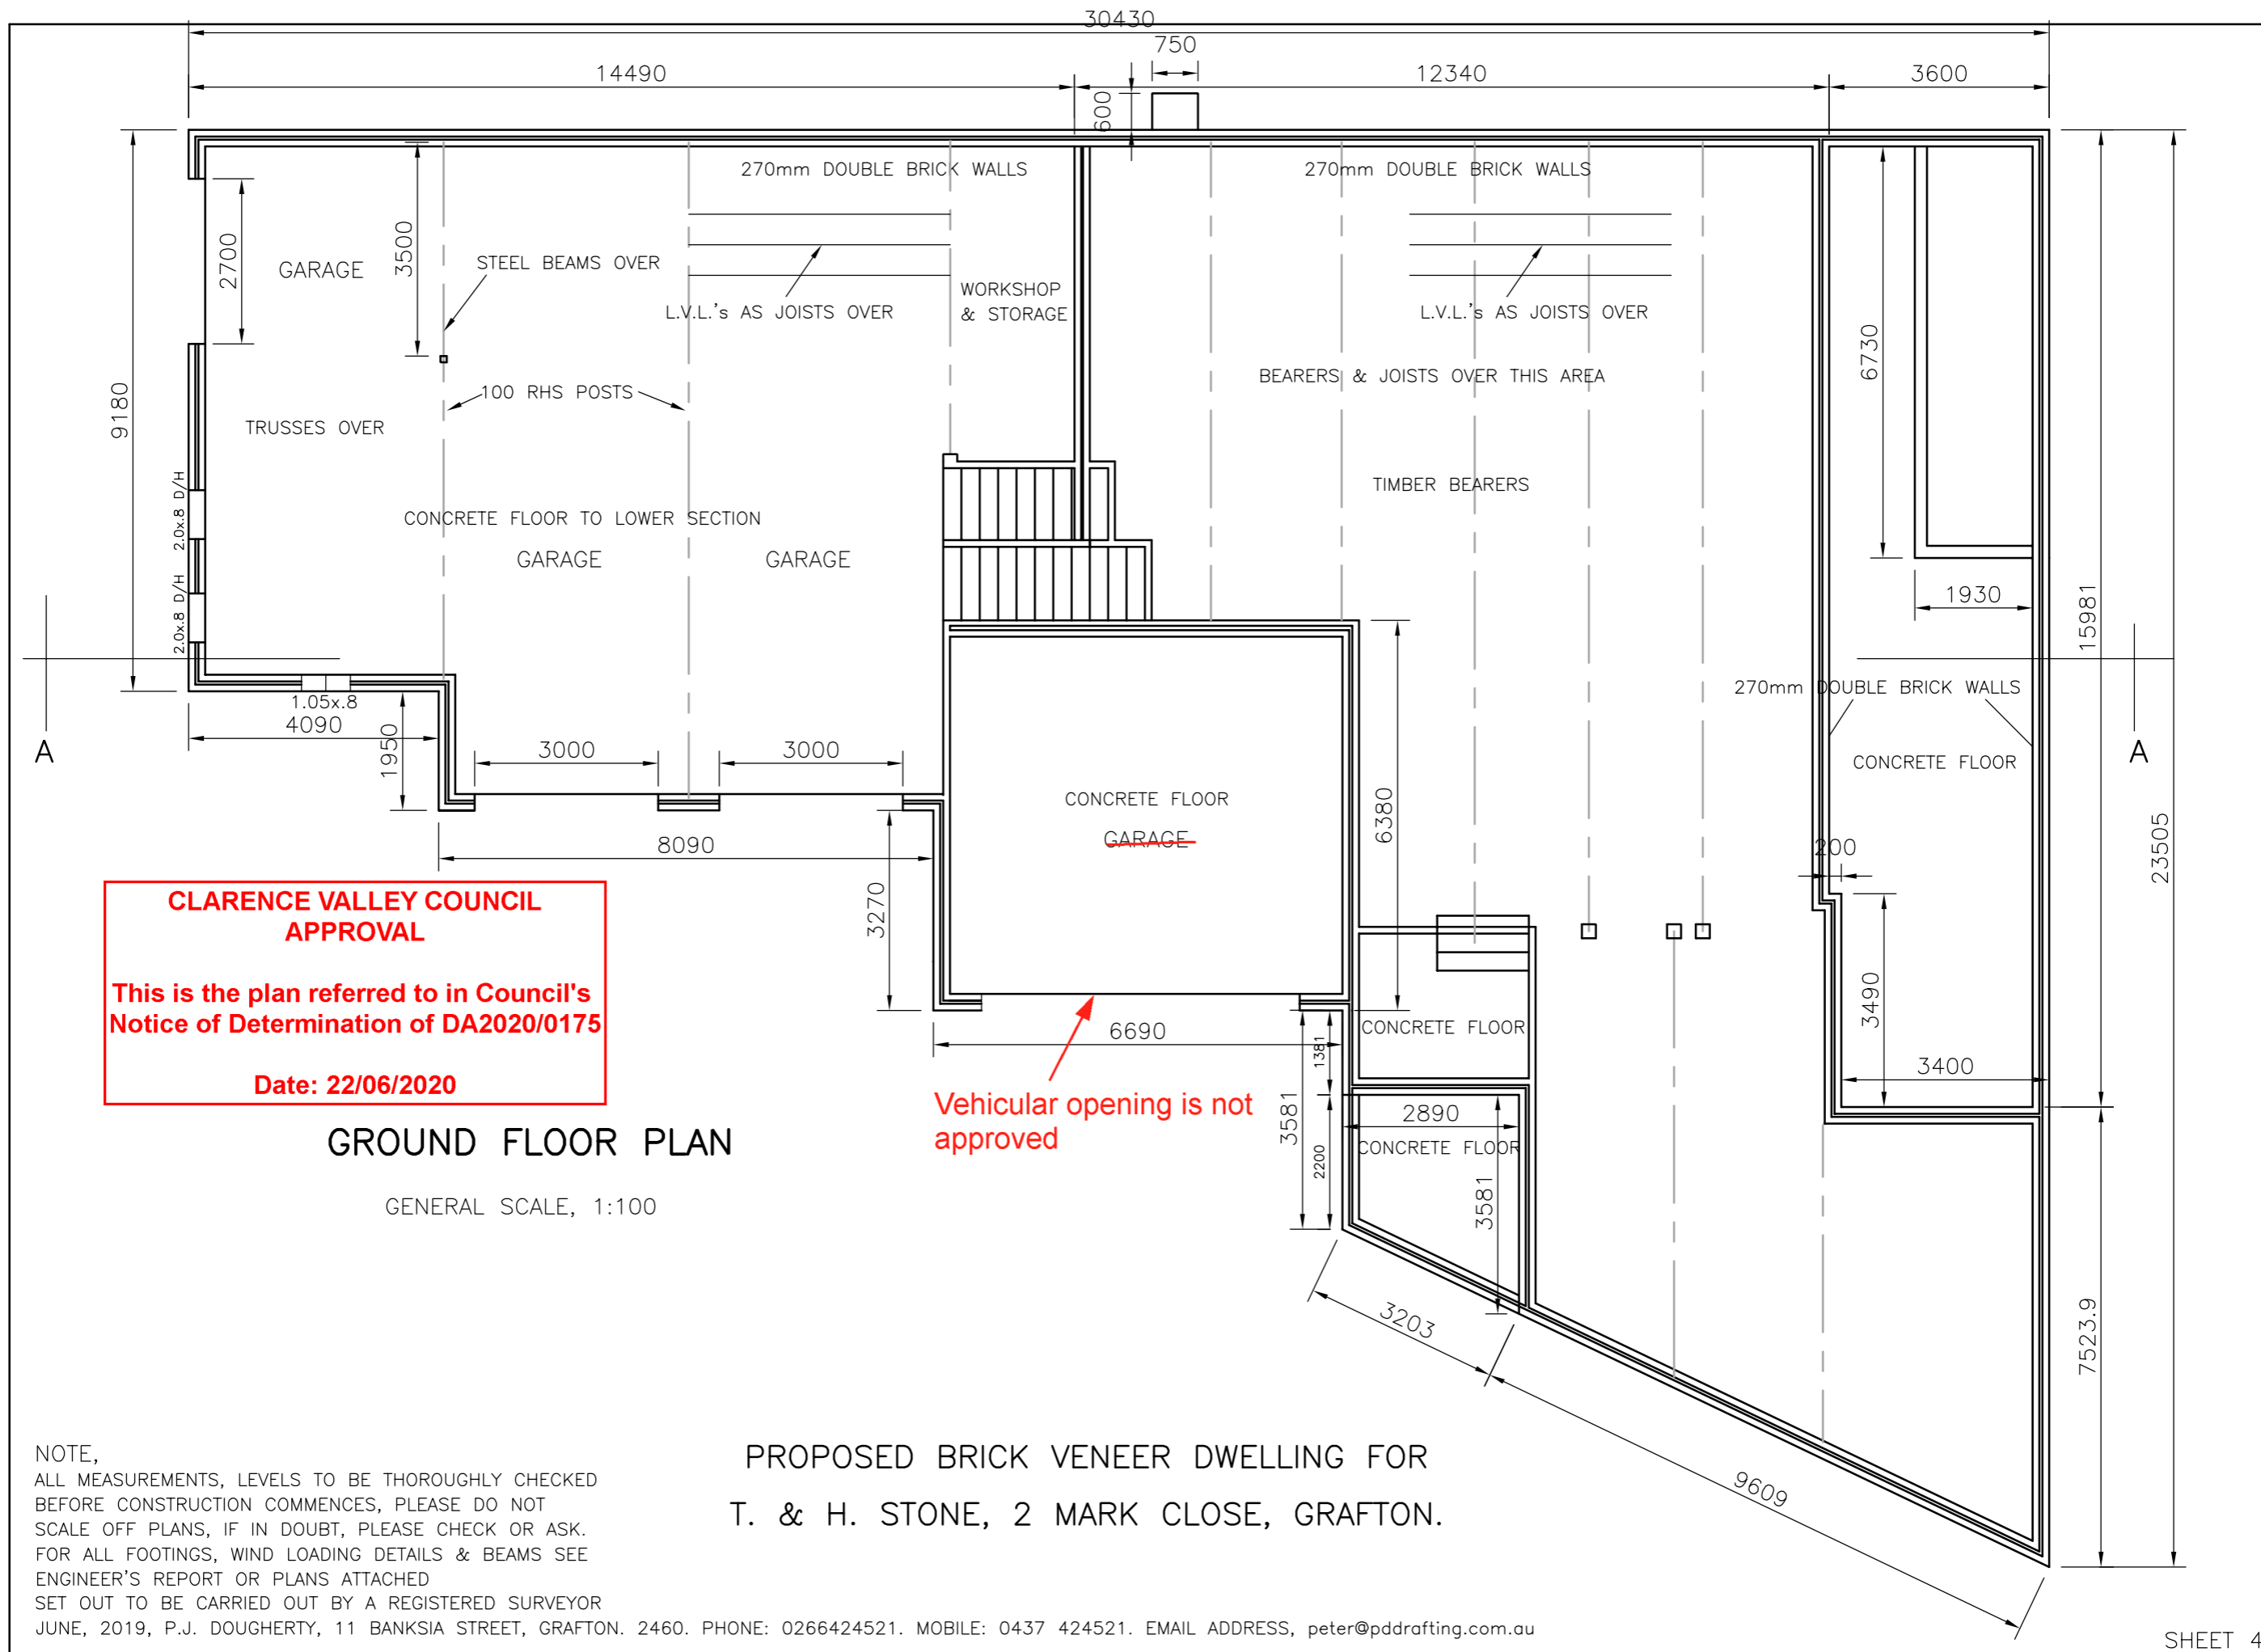 30430
750
14490
12340
3600
600
270mm DOUBLE BRICK WALLS
270mm DOUBLE BRICK WALLS
2700
GARAGE
3500
STEEL BEAMS OVER
L.V.L.'s AS JOISTS OVER
WORKSHOP
& STORAGE
L.V.L.'s AS JOISTS OVER
6730
9180
100 RHS POSTS
BEARERS & JOISTS OVER THIS AREA
TRUSSES OVER
TIMBER BEARERS
2.0x.8 D/H
CONCRETE FLOOR TO LOWER SECTION
GARAGE
GARAGE
2.0x.8 D/H
1930
15981
270mm DOUBLE BRICK WALLS
1.05x.8
4090
1950
A
A
3000
3000
CONCRETE FLOOR
CONCRETE FLOOR
GARAGE
6380
8090
200
23505
3270
3490
CLARENCE VALLEY COUNCIL
APPROVAL
This is the plan referred to in Council's
Notice of Determination of DA2020/0175
Date: 22/06/2020
6690
1381
CONCRETE FLOOR
3400
Vehicular opening is not
approved
3581
2890
CONCRETE FLOOR
2200
3581
GROUND FLOOR PLAN
GENERAL SCALE, 1:100
3203
7523.9
9609
PROPOSED BRICK VENEER DWELLING FOR
T. & H. STONE, 2 MARK CLOSE, GRAFTON.
NOTE,
ALL MEASUREMENTS, LEVELS TO BE THOROUGHLY CHECKED
BEFORE CONSTRUCTION COMMENCES, PLEASE DO NOT
SCALE OFF PLANS, IF IN DOUBT, PLEASE CHECK OR ASK.
FOR ALL FOOTINGS, WIND LOADING DETAILS & BEAMS SEE
ENGINEER'S REPORT OR PLANS ATTACHED
SET OUT TO BE CARRIED OUT BY A REGISTERED SURVEYOR
JUNE, 2019, P.J. DOUGHERTY, 11 BANKSIA STREET, GRAFTON. 2460. PHONE: 0266424521. MOBILE: 0437 424521. EMAIL ADDRESS, peter@pddrafting.com.au
SHEET 4